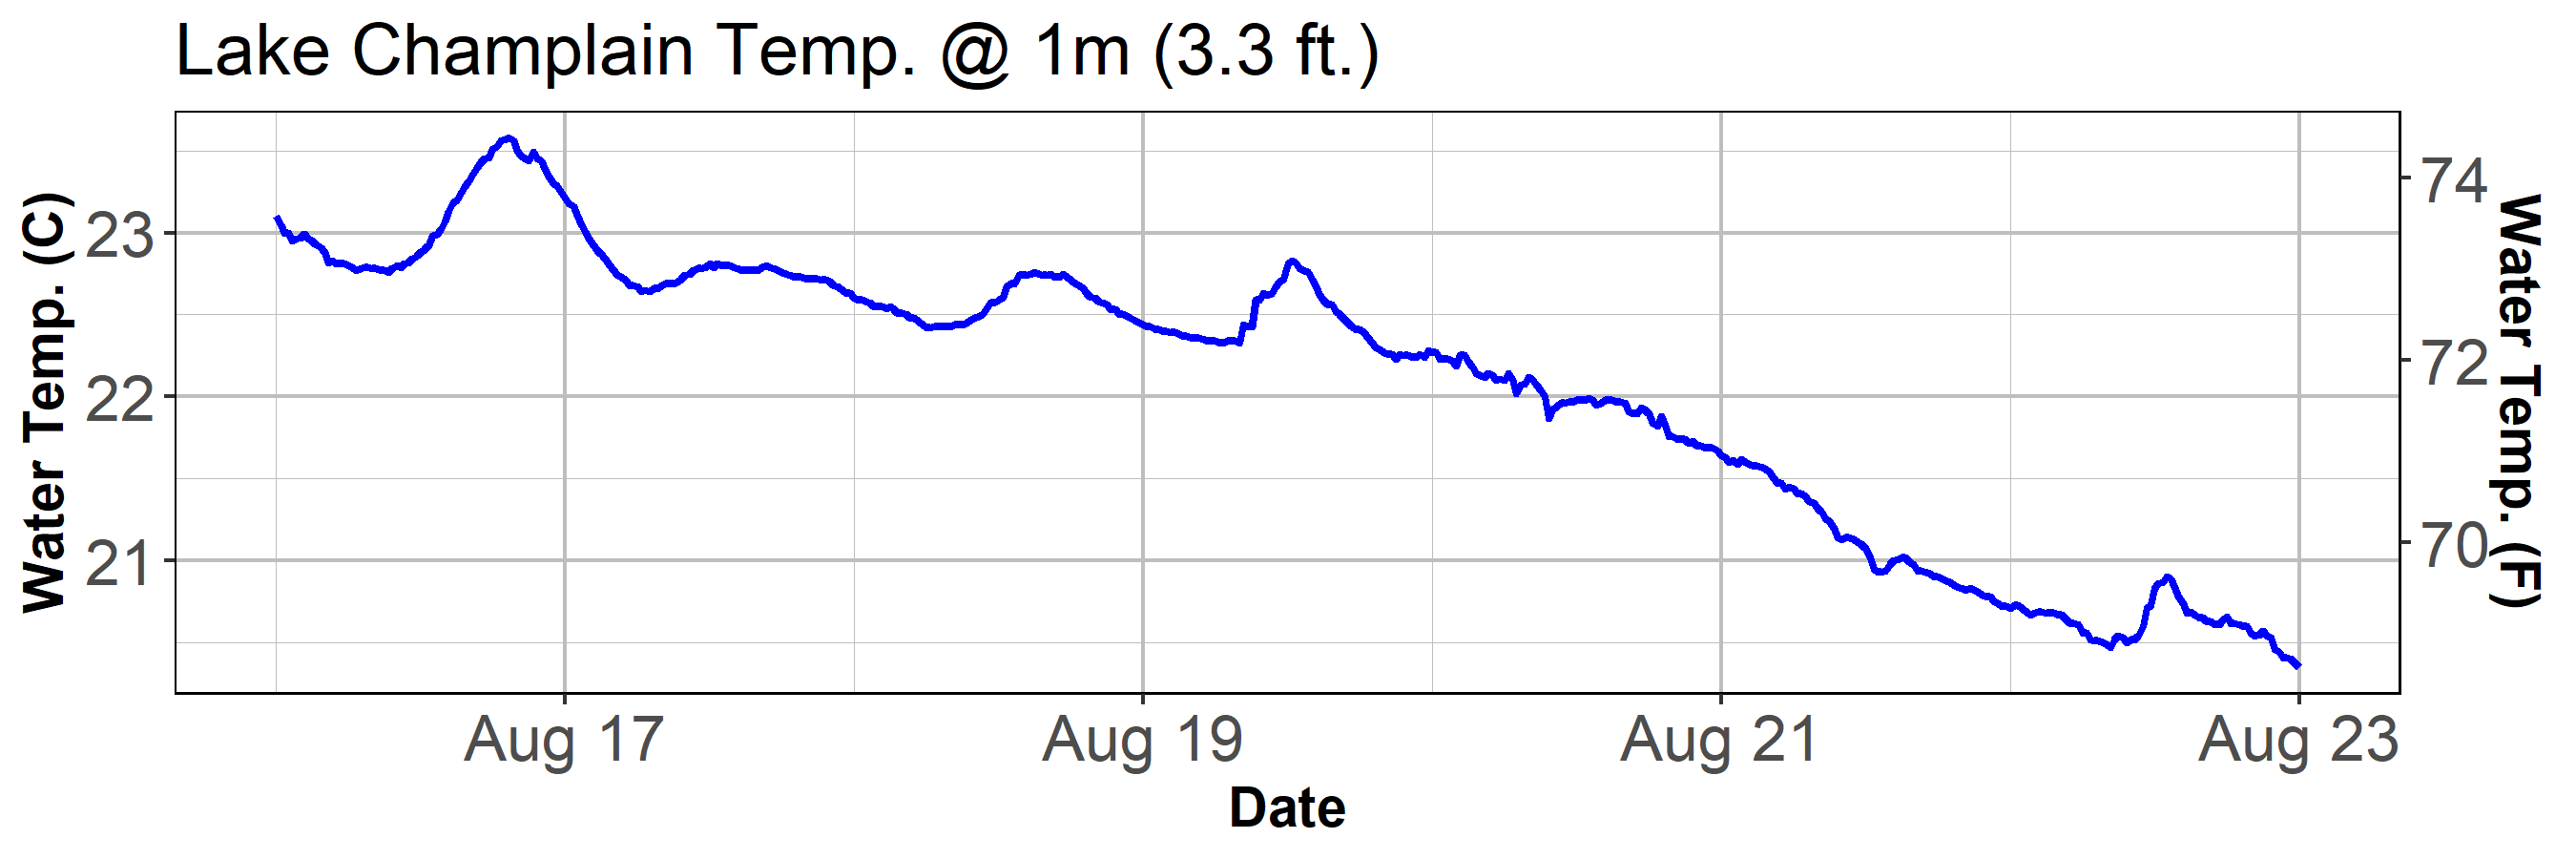 Lake Champlain Temp. @ 1m (3.3 ft.)
Water Temp. (C)
23
22
21
74
72
70
Water Temp. (F)
Aug 17
Aug 19
Aug 21
Aug 23
Date